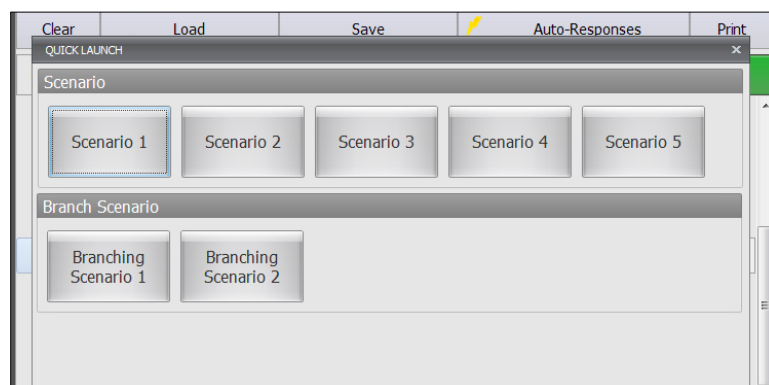 Clear Load Save Auto-Responses Print
QUICK LAUNCH x
Scenario
Scenario 1 Scenario 2 Scenario 3 Scenario 4 Scenario 5
Branch Scenario
Branching Branching
Scenario 1 Scenario 2